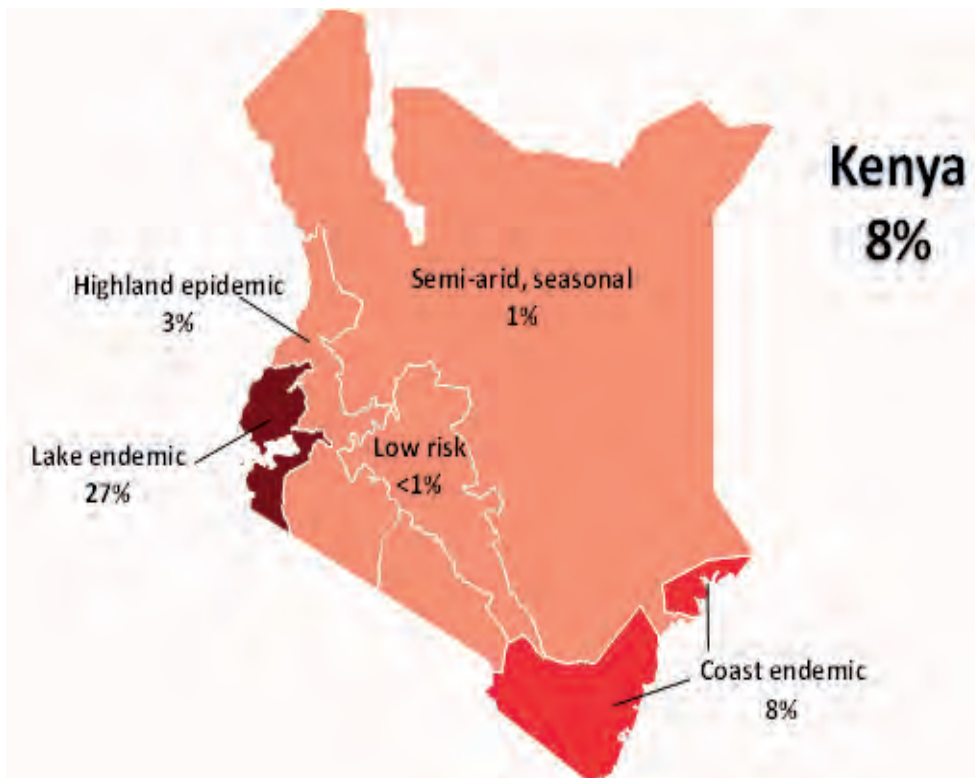 Kenya
8%
Highland epidemic
3%
Semi-arid, seasonal
1%
Lake endemic
27%
Low risk
<1%
Coast endemic
8%